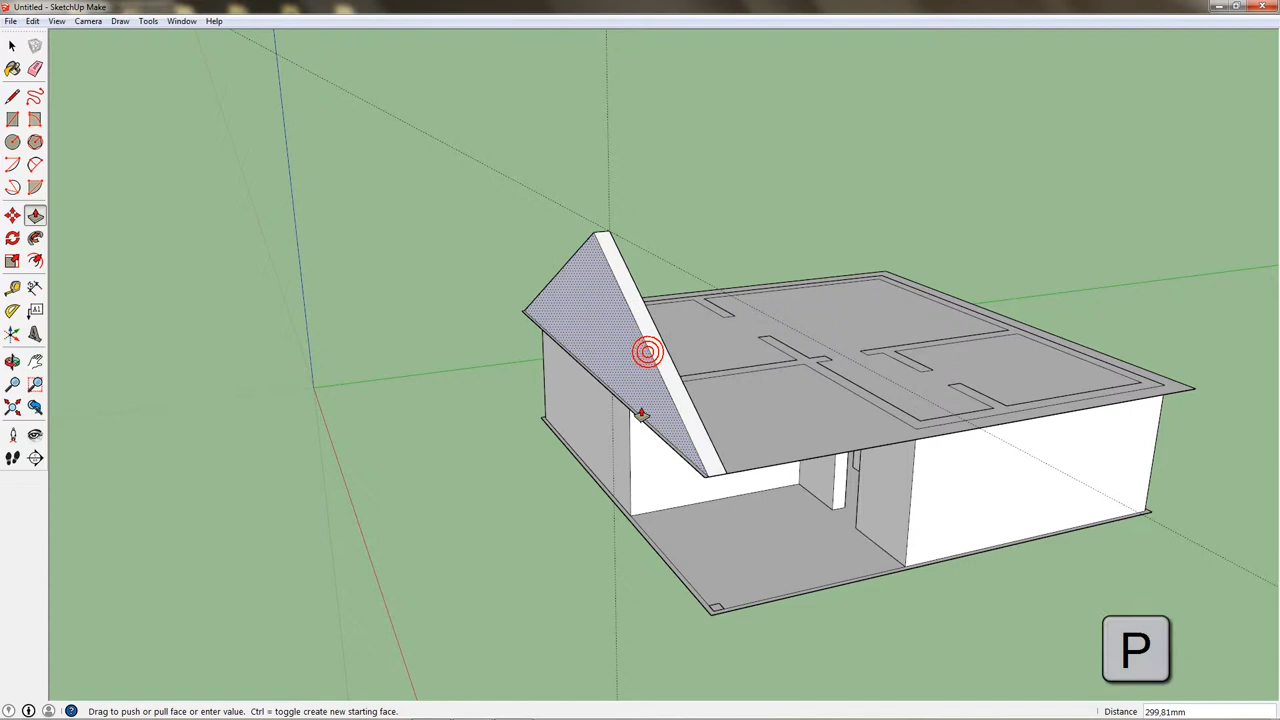 Untitled - SketchUp Make
File Edit View Camera Draw Tools Window Help
A1
P
Drag to push or pull face or enter value. Ctrl = toggle create new starting face.
Distance 299,81mm